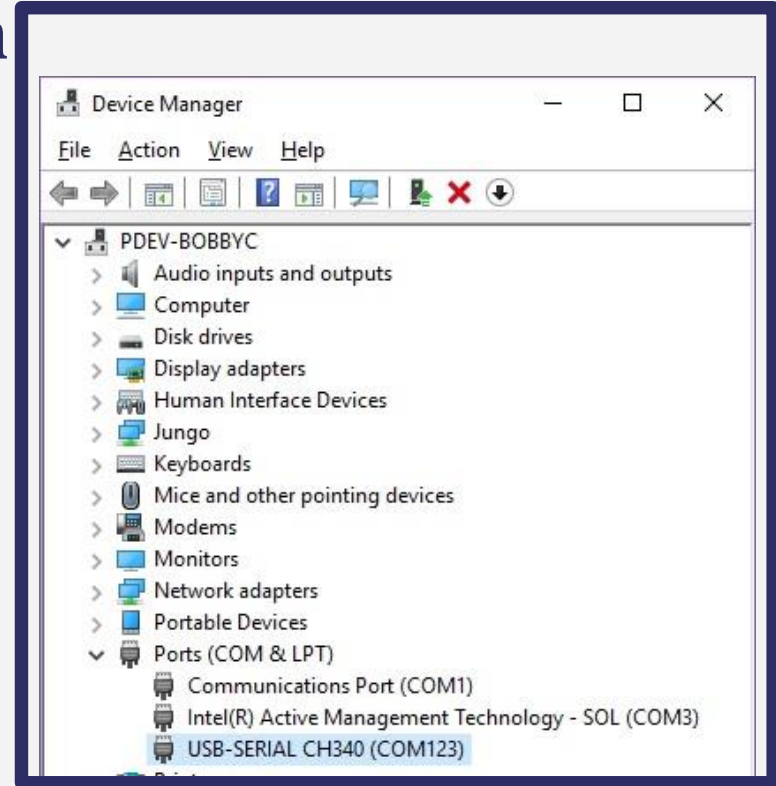 Device Manager
File Action View Help
PDEV-BOBBYC
Audio inputs and outputs
Computer
Disk drives
Display adapters
Human Interface Devices
Jungo
Keyboards
Mice and other pointing devices
Modems
Monitors
Network adapters
Portable Devices
Ports (COM & LPT)
Communications Port (COM1)
Intel(R) Active Management Technology - SOL (COM3)
USB-SERIAL CH340 (COM123)